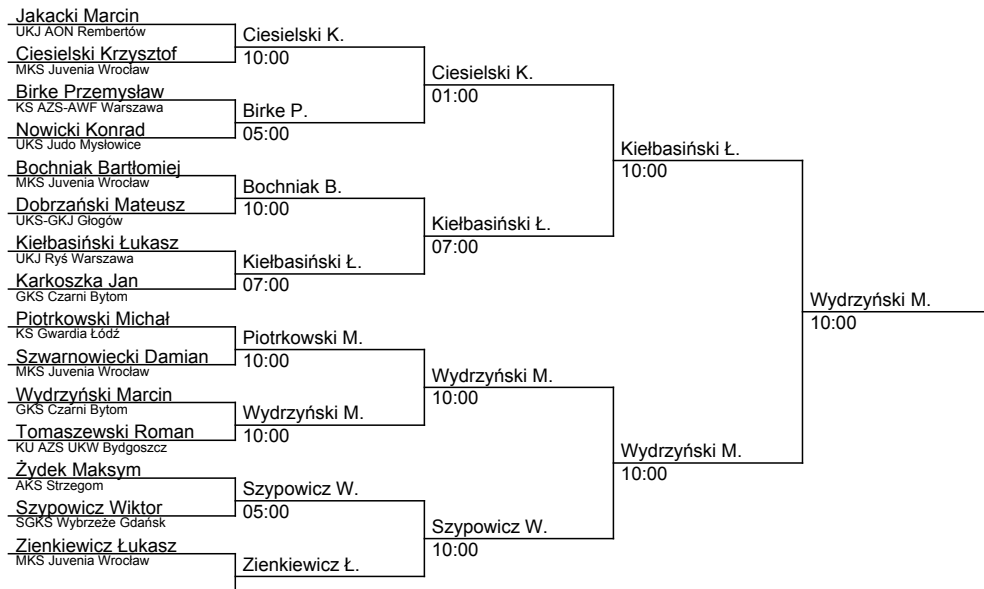 Jakacki Marcin
UKJ AON Rembertów
Ciesielski Krzysztof
MKS Juvenia Wrocław
Birke Przemysław
KS AZS-AWF Warszawa
Nowicki Konrad
UKS Judo Mysłowice
Bochniak Bartłomiej
MKS Juvenia Wrocław
Dobrzański Mateusz
UKS-GKJ Głogów
Kiełbasiński Łukasz
UKJ Ryś Warszawa
Karkoszka Jan
GKS Czarni Bytom
Piotrkowski Michał
KS Gwardia Łódź
Szwarnowiecki Damian
MKS Juvenia Wrocław
Wydrzyński Marcin
GKS Czarni Bytom
Tomaszewski Roman
KU AZS UKW Bydgoszcz
Żydek Maksym
AKS Strzegom
Szypowicz Wiktor
SGKS Wybrzeże Gdańsk
Zienkiewicz Łukasz
MKS Juvenia Wrocław
Ciesielski K.
10:00
Birke P.
05:00
Bochniak B.
10:00
Kiełbasiński Ł.
07:00
Piotrkowski M.
10:00
Wydrzyński M.
10:00
Szypowicz W.
05:00
Zienkiewicz Ł.
Ciesielski K.
01:00
Kiełbasiński Ł.
07:00
Wydrzyński M.
10:00
Szypowicz W.
10:00
Kiełbasiński Ł.
10:00
Wydrzyński M.
10:00
Wydrzyński M.
10:00